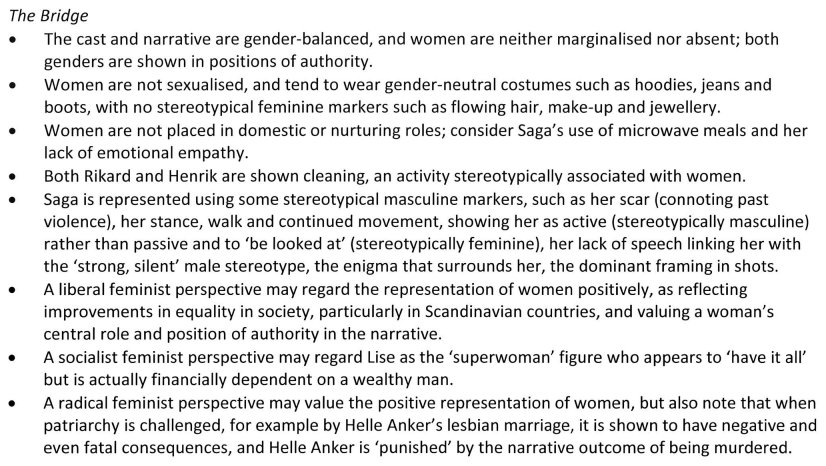 The Bridge
• The cast and narrative are gender-balanced, and women are neither marginalised nor absent; both
genders are shown in positions of authority.
• Women are not sexualised, and tend to wear gender-neutral costumes such as hoodies, jeans and
boots, with no stereotypical feminine markers such as flowing hair, make-up and jewellery.
• Women are not placed in domestic or nurturing roles; consider Saga's use of microwave meals and her
lack of emotional empathy.
• Both Rikard and Henrik are shown cleaning, an activity stereotypically associated with women.
• Saga is represented using some stereotypical masculine markers, such as her scar (connoting past
violence), her stance, walk and continued movement, showing her as active (stereotypically masculine)
rather than passive and to 'be looked at' (stereotypically feminine), her lack of speech linking her with
the 'strong, silent' male stereotype, the enigma that surrounds her, the dominant framing in shots.
• A liberal feminist perspective may regard the representation of women positively, as reflecting
improvements in equality in society, particularly in Scandinavian countries, and valuing a woman's
central role and position of authority in the narrative.
• A socialist feminist perspective may regard Lise as the 'superwoman' figure who appears to 'have it all'
but is actually financially dependent on a wealthy man.
• A radical feminist perspective may value the positive representation of women, but also note that when
patriarchy is challenged, for example by Helle Anker's lesbian marriage, it is shown to have negative and
even fatal consequences, and Helle Anker is 'punished' by the narrative outcome of being murdered.